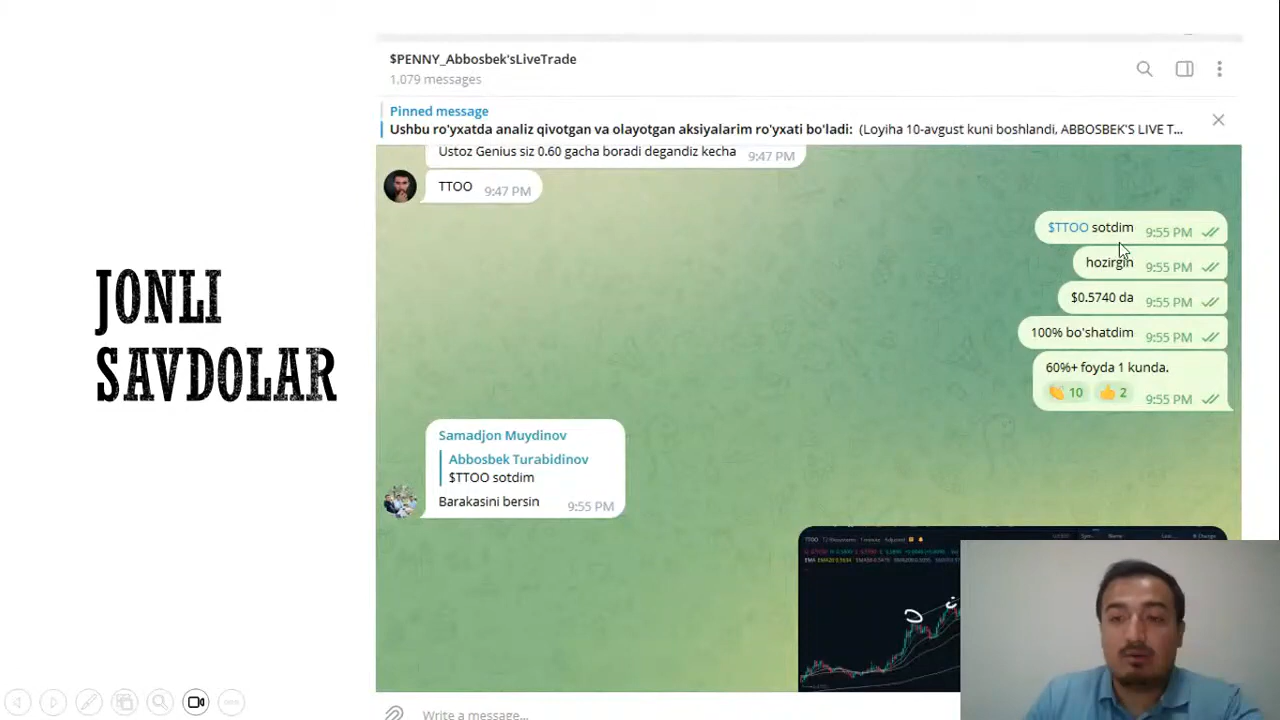 $PENNY_Abbosbek'sLiveTrade
1.079 messages
Pinned message
Ushbu ro'yxatda analiz qivotgan va olayotgan aksiyalarim ro'yxati bo'ladi: (Loyiha 10-avgust kuni boshlandi, ABBOSBEK'S LIVE T...
Ustoz Genius siz 0.60 gacha boradi degandiz kecha 9:47 PM
TTOO 9:47 PM
$TTOO sotdim 9:55 PM
hozirgin 9:55 PM
$0.5740 da 9:55 PM
100% bo'shatdim 9:55 PM
60%+ foyda 1 kunda.
10 2 9:55 PM
JONLI
SAVDOLAR
Samadjon Muydinov
Abbosbek Turabidinov
$TTOO sotdim
Barakasini bersin 9:55 PM
TTOO
Write a message...